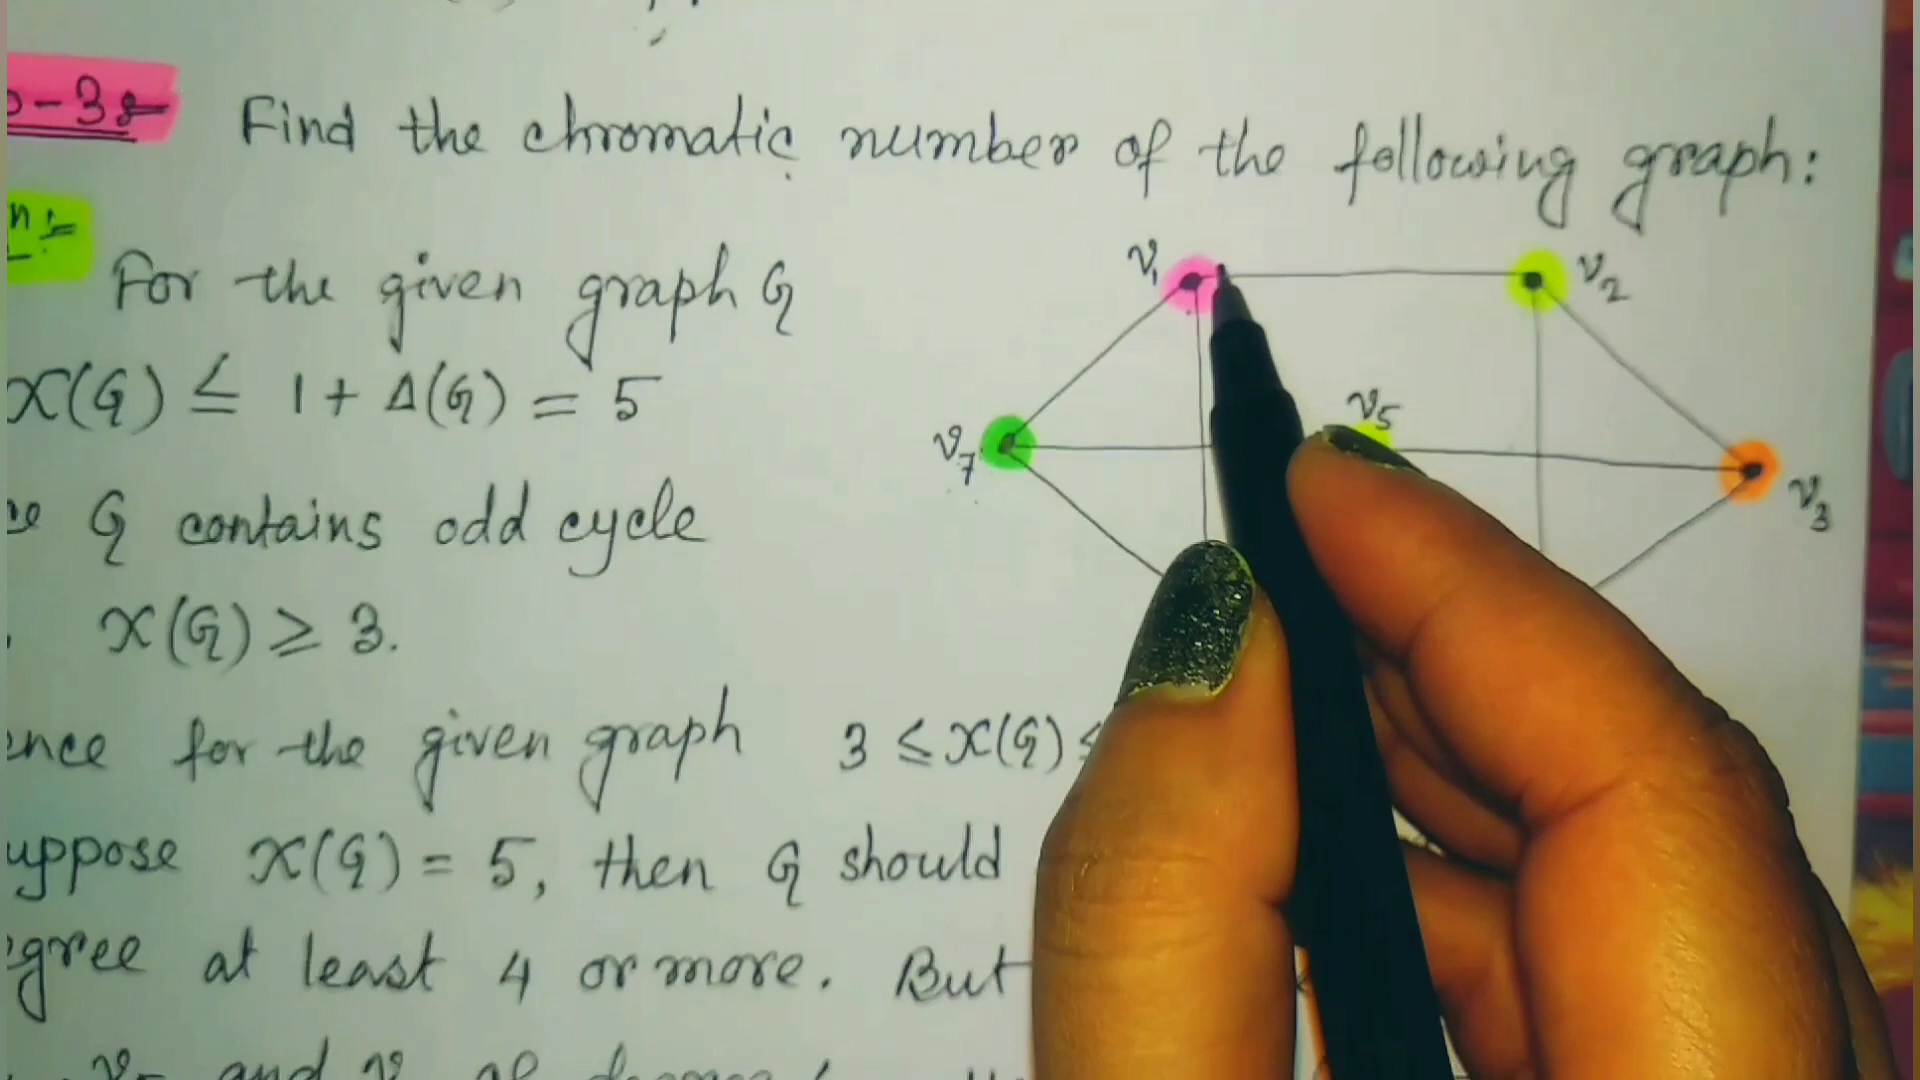 -3:- Find the chromatic number of the following graph:
n:-
For the given graph G
χ(G) ≤ 1 + Δ(G) = 5
G contains odd cycle
χ(G) ≥ 3.
for the given graph 3 ≤ χ(G) ≤
uppose χ(G) = 5, then G should
egree at least 4 or more. But
and
v₁
v₂
v₅
v₇
v₃